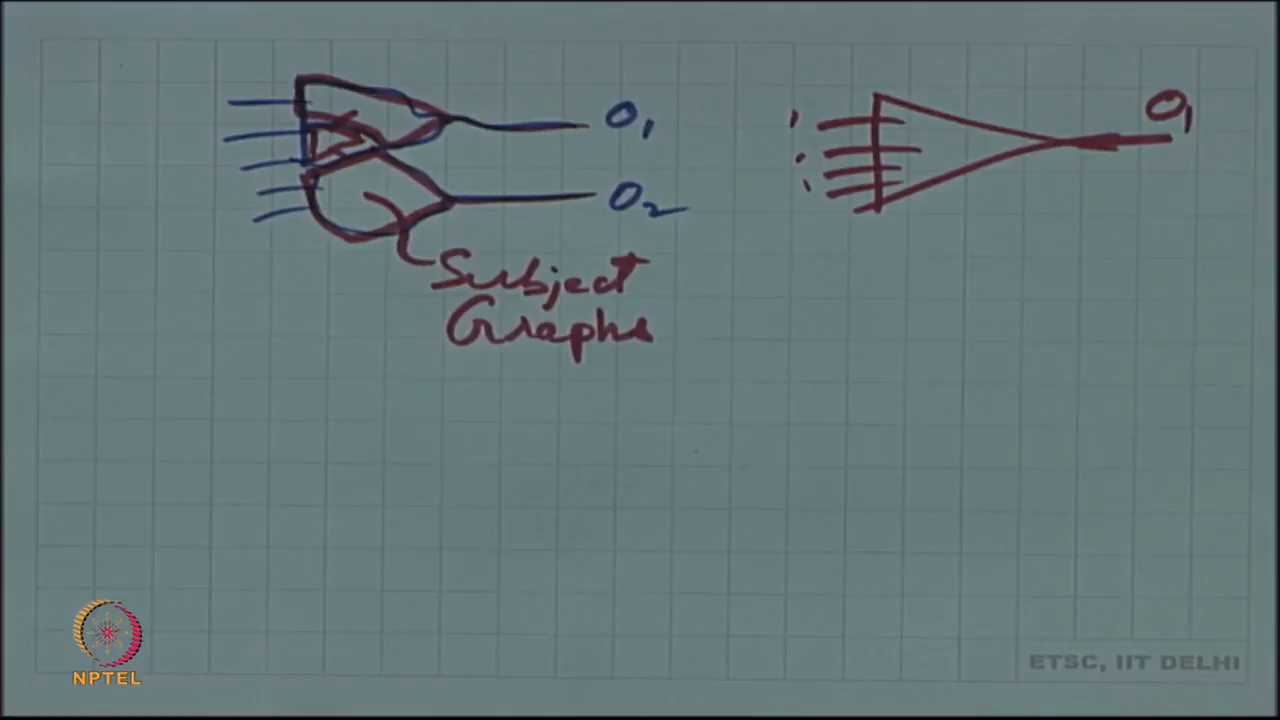 O1
O2
Subject
Graphs
O1
NPTEL
ETSC, IIT DELHI